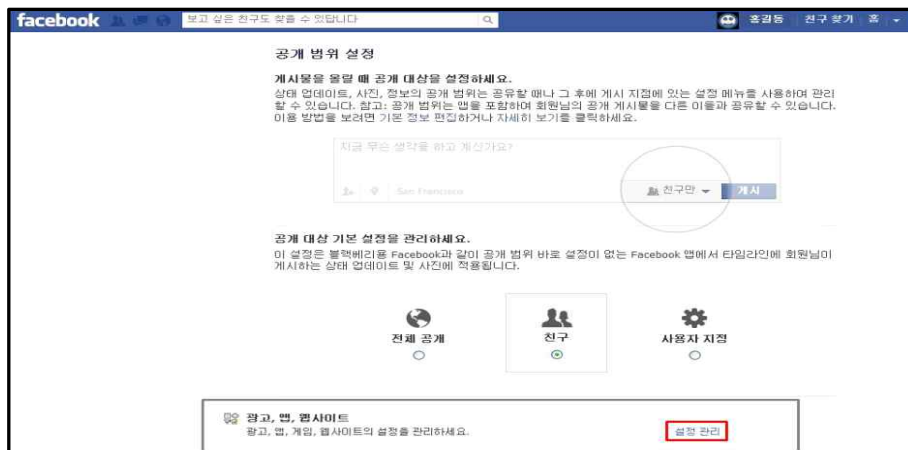 facebook 보고 싶은 친구도 찾을 수 있답니다 홍길동 친구 찾기 홈
공개 범위 설정
게시물을 올릴 때 공개 대상을 설정하세요.
상태 업데이트, 사진, 정보의 공개 범위는 공유할 때나 그 후에 게시 지점에 있는 설정 메뉴를 사용하여 관리
할 수 있습니다. 참고: 공개 범위는 앱을 포함하여 회원님의 공개 게시물을 다른 이들과 공유할 수 있습니다.
이용 방법을 보려면 기본 정보 편집하거나 자세히 보기를 클릭하세요.
지금 무슨 생각을 하고 계신가요?
San Francisco 친구만 게시
공개 대상 기본 설정을 관리하세요.
이 설정은 블랙베리용 Facebook과 같이 공개 범위 바로 설정이 없는 Facebook 앱에서 타임라인에 회원님이
게시하는 상태 업데이트 및 사진에 적용됩니다.
전체 공개 친구 사용자 지정
광고, 앱, 웹사이트
광고, 앱, 게임, 웹사이트의 설정을 관리하세요. 설정 관리